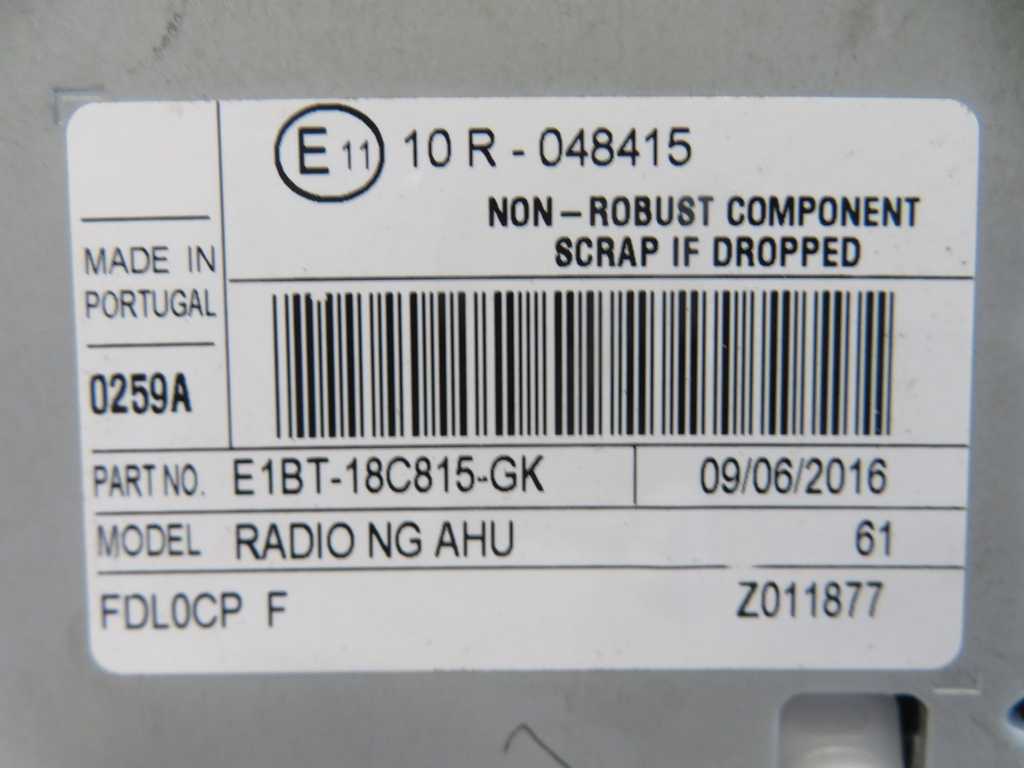 E 11 10 R - 048415
NON - ROBUST COMPONENT
SCRAP IF DROPPED
MADE IN
PORTUGAL
0259A
PART NO. E1BT-18C815-GK 09/06/2016
MODEL RADIO NG AHU 61
FDL0CP F Z011877